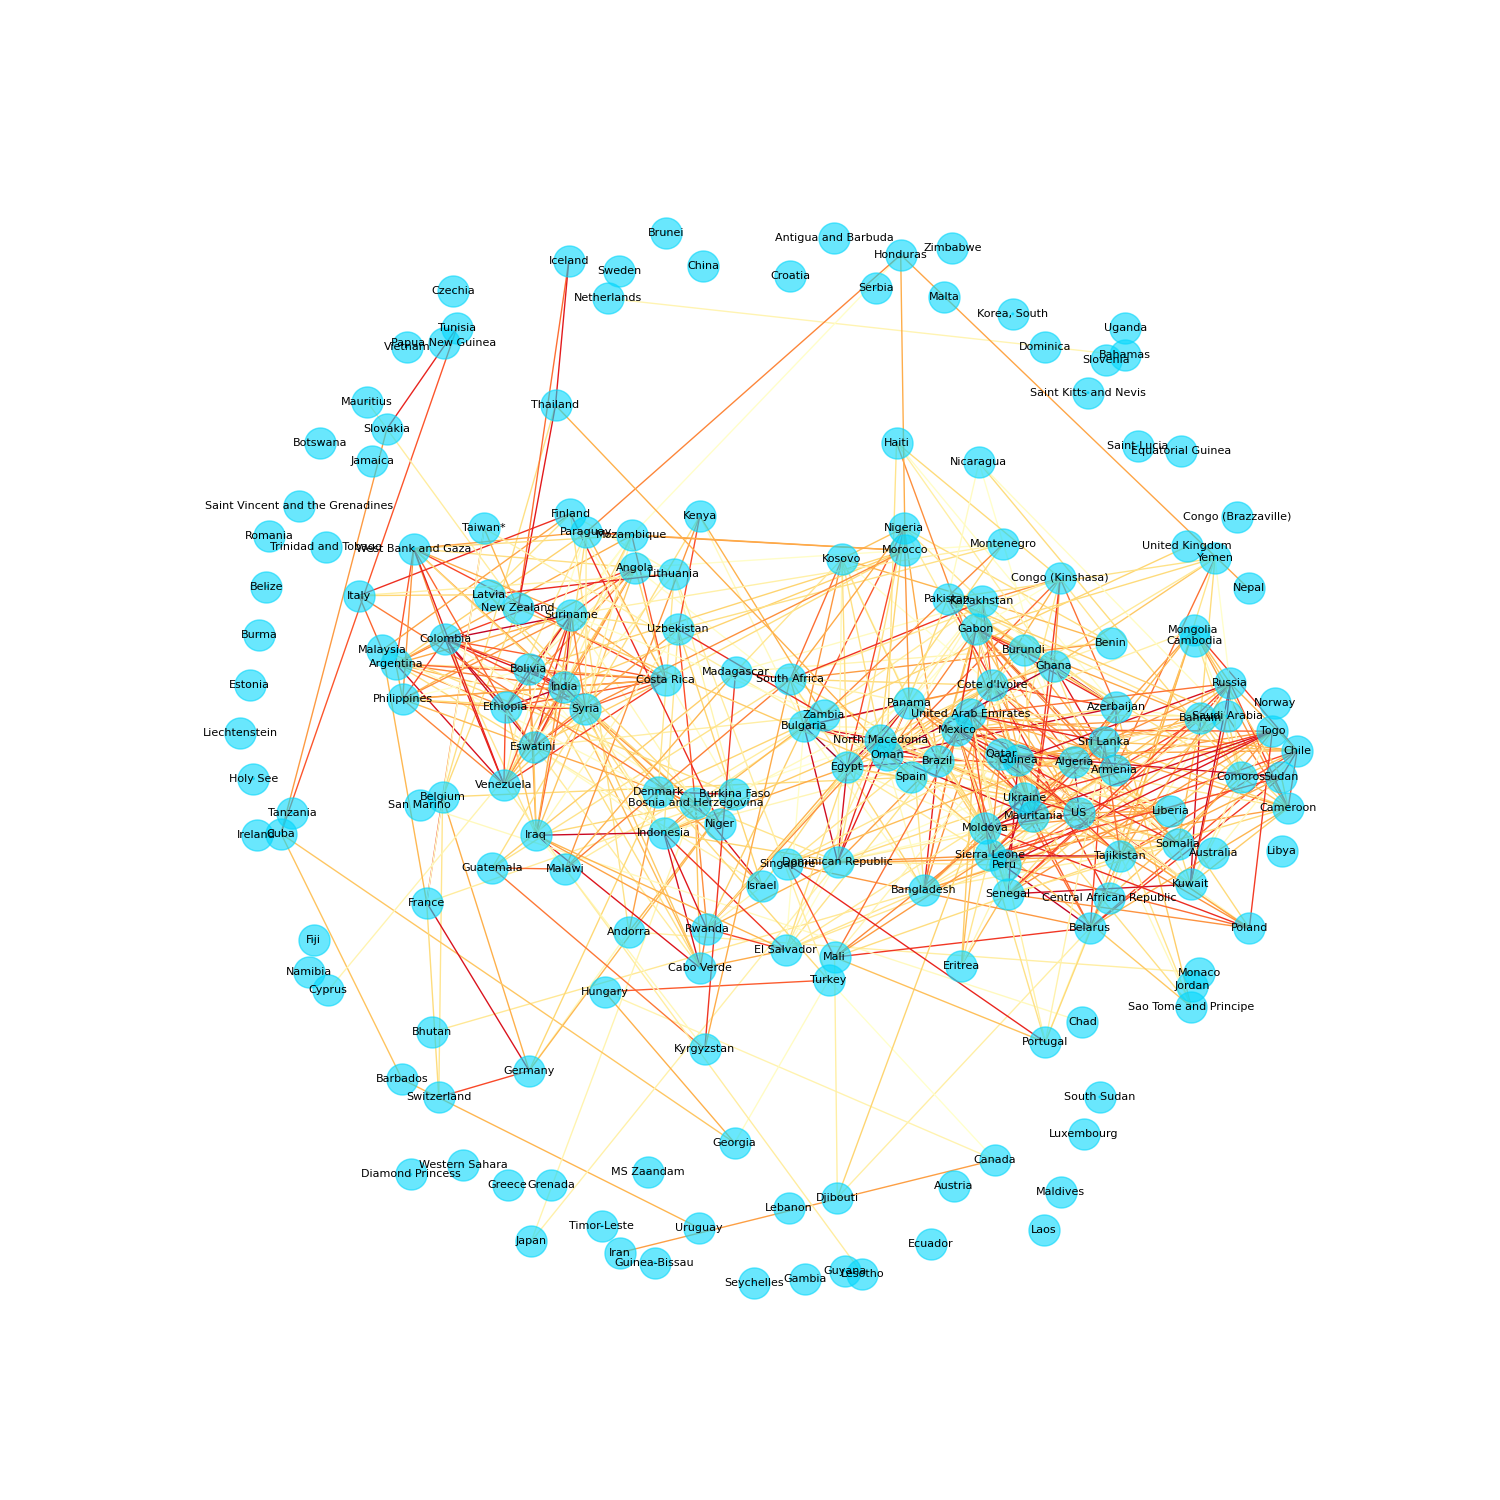 Brunei
Antigua and Barbuda
Zimbabwe
Honduras
Iceland
China
Sweden
Croatia
Serbia
Czechia
Netherlands
Malta
Korea, South
Tunisia
Uganda
Papua New Guinea
Vietnam
Dominica
Bahamas
Slovenia
Saint Kitts and Nevis
Mauritius
Thailand
Slovakia
Botswana
Haiti
Saint Lucia
Equatorial Guinea
Jamaica
Nicaragua
Saint Vincent and the Grenadines
Finland
Kenya
Congo (Brazzaville)
Taiwan*
Nigeria
Paraguay
Mozambique
Romania
Trinidad and Tobago
West Bank and Gaza
Morocco
Montenegro
United Kingdom
Kosovo
Yemen
Angola
Lithuania
Congo (Kinshasa)
Belize
Nepal
Italy
Latvia
New Zealand
Pakistan
Kazakhstan
Suriname
Uzbekistan
Gabon
Mongolia
Burma
Colombia
Cambodia
Benin
Malaysia
Burundi
Argentina
Bolivia
Ghana
Madagascar
Costa Rica
South Africa
Estonia
India
Cote d'Ivoire
Russia
Philippines
Ethiopia
Syria
Panama
Azerbaijan
Norway
Zambia
United Arab Emirates
Saudi Arabia
Bahrain
Bulgaria
Liechtenstein
Mexico
Togo
Eswatini
North Macedonia
Sri Lanka
Oman
Qatar
Chile
Guinea
Brazil
Algeria
Egypt
Armenia
Holy See
Spain
Comoros
Sudan
Venezuela
Denmark
Burkina Faso
Belgium
San Marino
Bosnia and Herzegovina
Ukraine
Cameroon
Tanzania
US
Liberia
Mauritania
Niger
Moldova
Ireland
Cuba
Iraq
Indonesia
Somalia
Libya
Australia
Sierra Leone
Tajikistan
Singapore
Dominican Republic
Peru
Guatemala
Malawi
Israel
Kuwait
Bangladesh
Senegal
Central African Republic
France
Andorra
Rwanda
Belarus
Poland
Fiji
El Salvador
Mali
Cabo Verde
Eritrea
Namibia
Monaco
Turkey
Jordan
Cyprus
Hungary
Sao Tome and Principe
Chad
Bhutan
Portugal
Kyrgyzstan
Germany
Barbados
Switzerland
South Sudan
Luxembourg
Georgia
Canada
Western Sahara
Diamond Princess
MS Zaandam
Greece
Grenada
Austria
Maldives
Djibouti
Lebanon
Timor-Leste
Uruguay
Laos
Japan
Ecuador
Iran
Guinea-Bissau
Guyana
Lesotho
Gambia
Seychelles